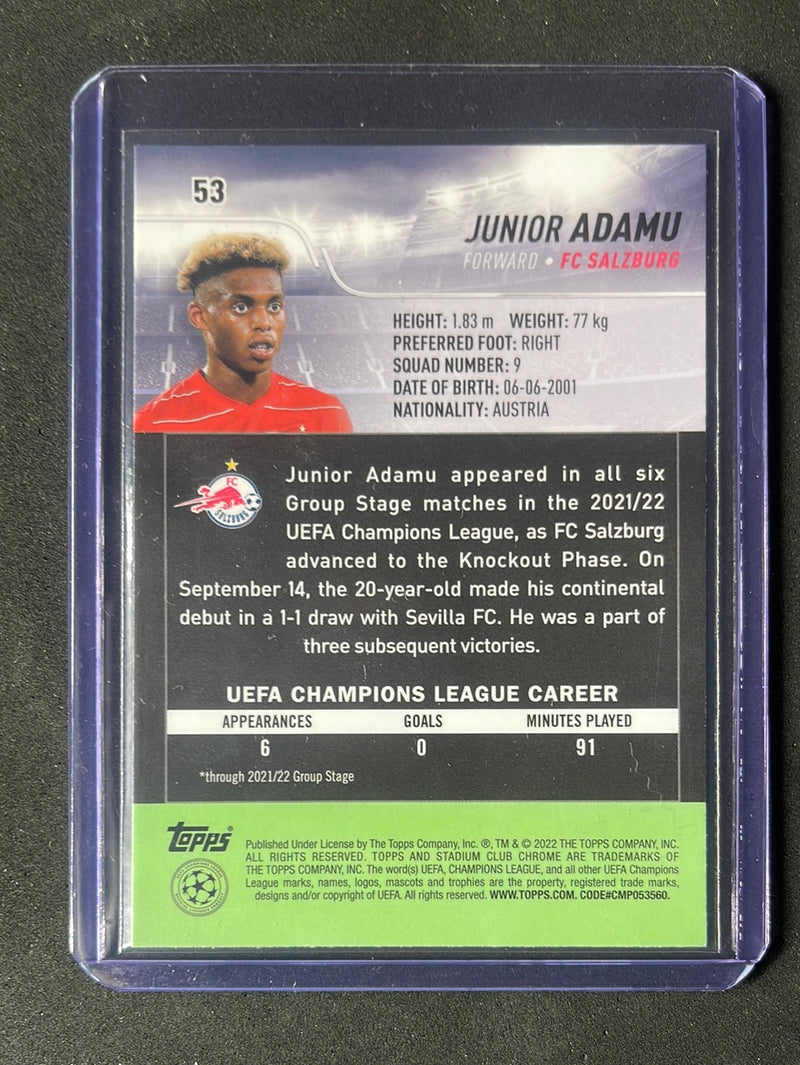 53
JUNIOR ADAMU
FORWARD • FC SALZBURG
HEIGHT: 1.83 m WEIGHT: 77 kg
PREFERRED FOOT: RIGHT
SQUAD NUMBER: 9
DATE OF BIRTH: 06-06-2001
NATIONALITY: AUSTRIA
FC
SALZBURG
Junior Adamu appeared in all six
Group Stage matches in the 2021/22
UEFA Champions League, as FC Salzburg
advanced to the Knockout Phase. On
September 14, the 20-year-old made his continental
debut in a 1-1 draw with Sevilla FC. He was a part of
three subsequent victories.
UEFA CHAMPIONS LEAGUE CAREER
APPEARANCES GOALS MINUTES PLAYED
6 0 91
*through 2021/22 Group Stage
Topps®
Published Under License by The Topps Company, Inc. ®, TM & © 2022 THE TOPPS COMPANY, INC.
ALL RIGHTS RESERVED. TOPPS AND STADIUM CLUB CHROME ARE TRADEMARKS OF
THE TOPPS COMPANY, INC. The word(s) UEFA, CHAMPIONS LEAGUE, and all other UEFA Champions
League marks, names, logos, mascots and trophies are the property, registered trade marks,
designs and/or copyright of UEFA. All rights reserved. WWW.TOPPS.COM. CODE#CMP053560.